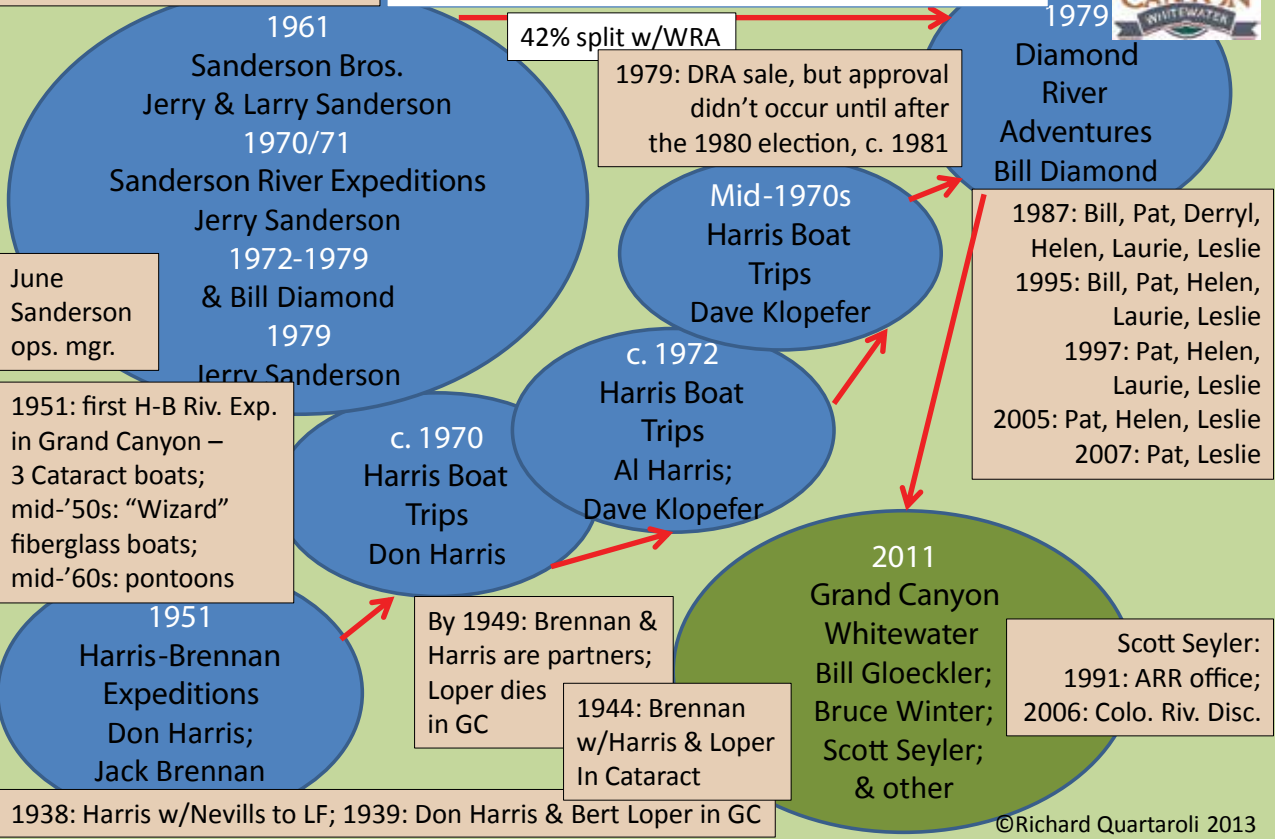 1961
Sanderson Bros.
Jerry & Larry Sanderson
1970/71
Sanderson River Expeditions
Jerry Sanderson
1972-1979
& Bill Diamond
1979
Jerry Sanderson
42% split w/WRA
1979
Diamond
River
Adventures
Bill Diamond
CANYON
WHITEWATER
1979: DRA sale, but approval
didn’t occur until after
the 1980 election, c. 1981
Mid-1970s
Harris Boat
Trips
Dave Klopefer
1987: Bill, Pat, Derryl,
Helen, Laurie, Leslie
1995: Bill, Pat, Helen,
Laurie, Leslie
1997: Pat, Helen,
Laurie, Leslie
2005: Pat, Helen, Leslie
2007: Pat, Leslie
June
Sanderson
ops. mgr.
c. 1972
Harris Boat
Trips
Al Harris;
Dave Klopefer
1951: first H-B Riv. Exp.
in Grand Canyon –
3 Cataract boats;
mid-’50s: “Wizard”
fiberglass boats;
mid-’60s: pontoons
c. 1970
Harris Boat
Trips
Don Harris
1951
Harris-Brennan
Expeditions
Don Harris;
Jack Brennan
By 1949: Brennan &
Harris are partners;
Loper dies
in GC
1944: Brennan
w/Harris & Loper
In Cataract
2011
Grand Canyon
Whitewater
Bill Gloeckler;
Bruce Winter;
Scott Seyler;
& other
Scott Seyler:
1991: ARR office;
2006: Colo. Riv. Disc.
1938: Harris w/Nevills to LF; 1939: Don Harris & Bert Loper in GC
©Richard Quartaroli 2013